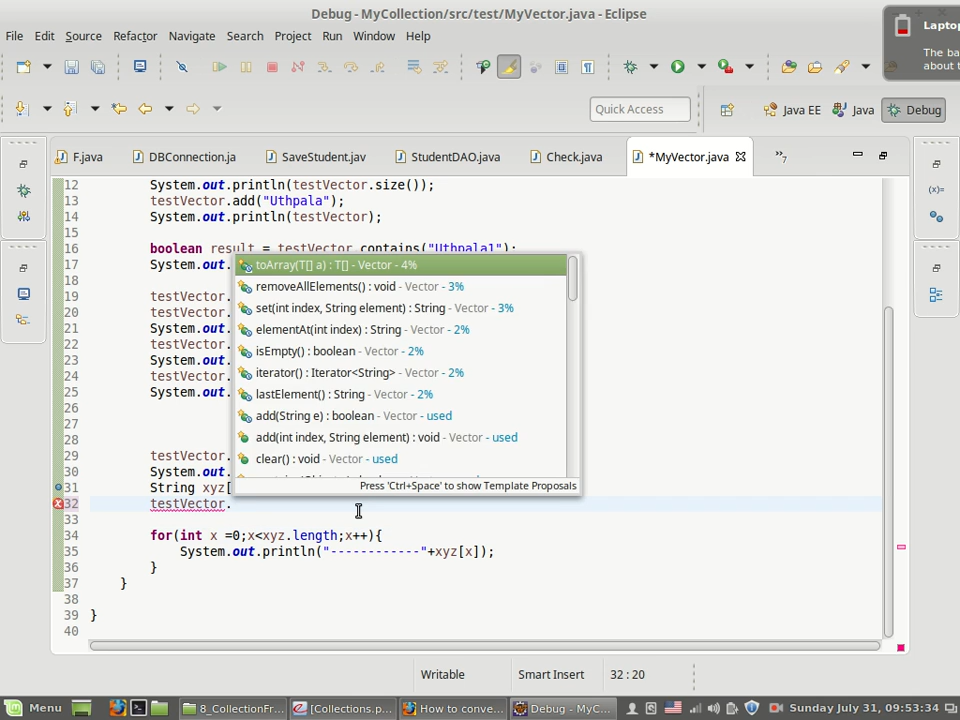 Debug - MyCollection/src/test/MyVector.java - Eclipse
Laptop
The ba
about t
File Edit Source Refactor Navigate Search Project Run Window Help
Quick Access
Java EE Java Debug
F.java DBConnection.ja SaveStudent.jav StudentDAO.java Check.java *MyVector.java »7
12 System.out.println(testVector.size());
13 testVector.add("Uthpala");
14 System.out.println(testVector);
15
16 boolean result = testVector.contains("Uthpala1");
17 System.out.
18
19 testVector.
20 testVector.
21 System.out.
22 testVector.
23 System.out.
24 testVector.
25 System.out.
26
27
28
29 testVector.
30 System.out.
31 String xyz[
32 testVector.
33
34 for(int x =0;x<xyz.length;x++){
35 System.out.println("------------"+xyz[x]);
36 }
37 }
38
39 }
40
toArray(T[] a) : T[] - Vector - 4%
removeAllElements() : void - Vector - 3%
set(int index, String element) : String - Vector - 3%
elementAt(int index) : String - Vector - 2%
isEmpty() : boolean - Vector - 2%
iterator() : Iterator<String> - Vector - 2%
lastElement() : String - Vector - 2%
add(String e) : boolean - Vector - used
add(int index, String element) : void - Vector - used
clear() : void - Vector - used
Press 'Ctrl+Space' to show Template Proposals
(x)=
Writable Smart Insert 32 : 20
Menu 8_CollectionFr... [Collections.p... How to conve... Debug - MyC... Sunday July 31, 09:53:34